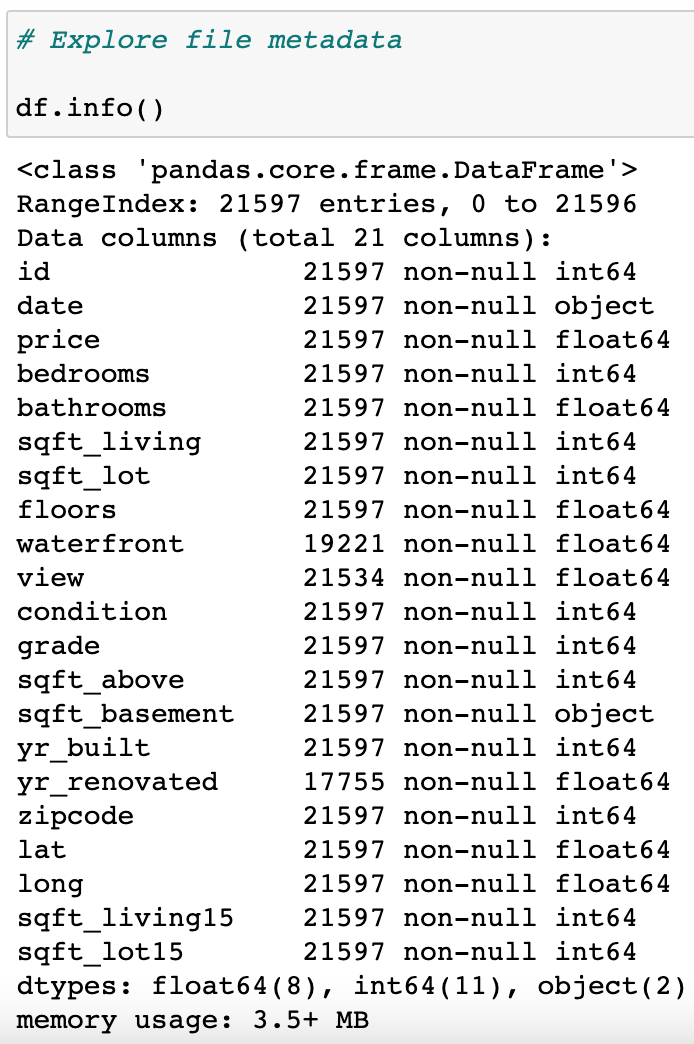 # Explore file metadata
df.info()
<class 'pandas.core.frame.DataFrame'>
RangeIndex: 21597 entries, 0 to 21596
Data columns (total 21 columns):
id               21597 non-null int64
date             21597 non-null object
price            21597 non-null float64
bedrooms         21597 non-null int64
bathrooms        21597 non-null float64
sqft_living      21597 non-null int64
sqft_lot         21597 non-null int64
floors           21597 non-null float64
waterfront       19221 non-null float64
view             21534 non-null float64
condition        21597 non-null int64
grade            21597 non-null int64
sqft_above       21597 non-null int64
sqft_basement    21597 non-null object
yr_built         21597 non-null int64
yr_renovated     17755 non-null float64
zipcode          21597 non-null int64
lat              21597 non-null float64
long             21597 non-null float64
sqft_living15    21597 non-null int64
sqft_lot15       21597 non-null int64
dtypes: float64(8), int64(11), object(2)
memory usage: 3.5+ MB